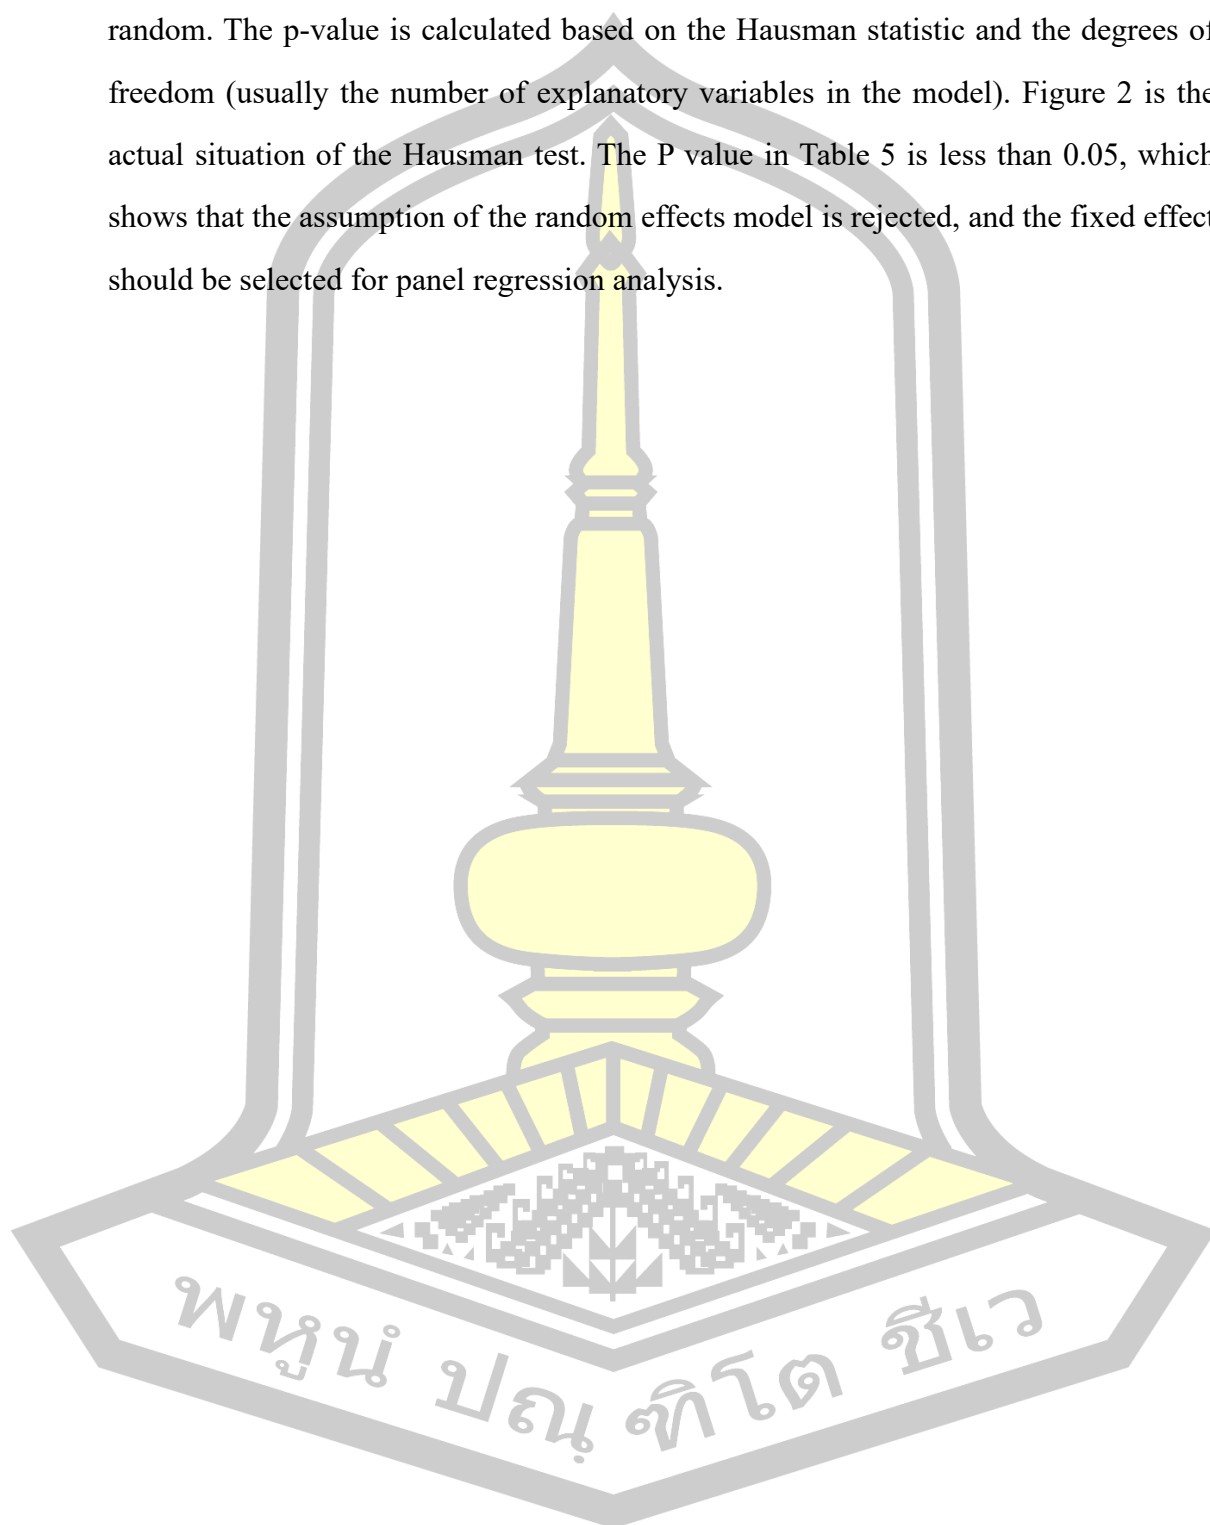 random. The p-value is calculated based on the Hausman statistic and the degrees of
freedom (usually the number of explanatory variables in the model). Figure 2 is the
actual situation of the Hausman test. The P value in Table 5 is less than 0.05, which
shows that the assumption of the random effects model is rejected, and the fixed effect
should be selected for panel regression analysis.
พหูนํ ปณฺ ฑิโต ชีเว